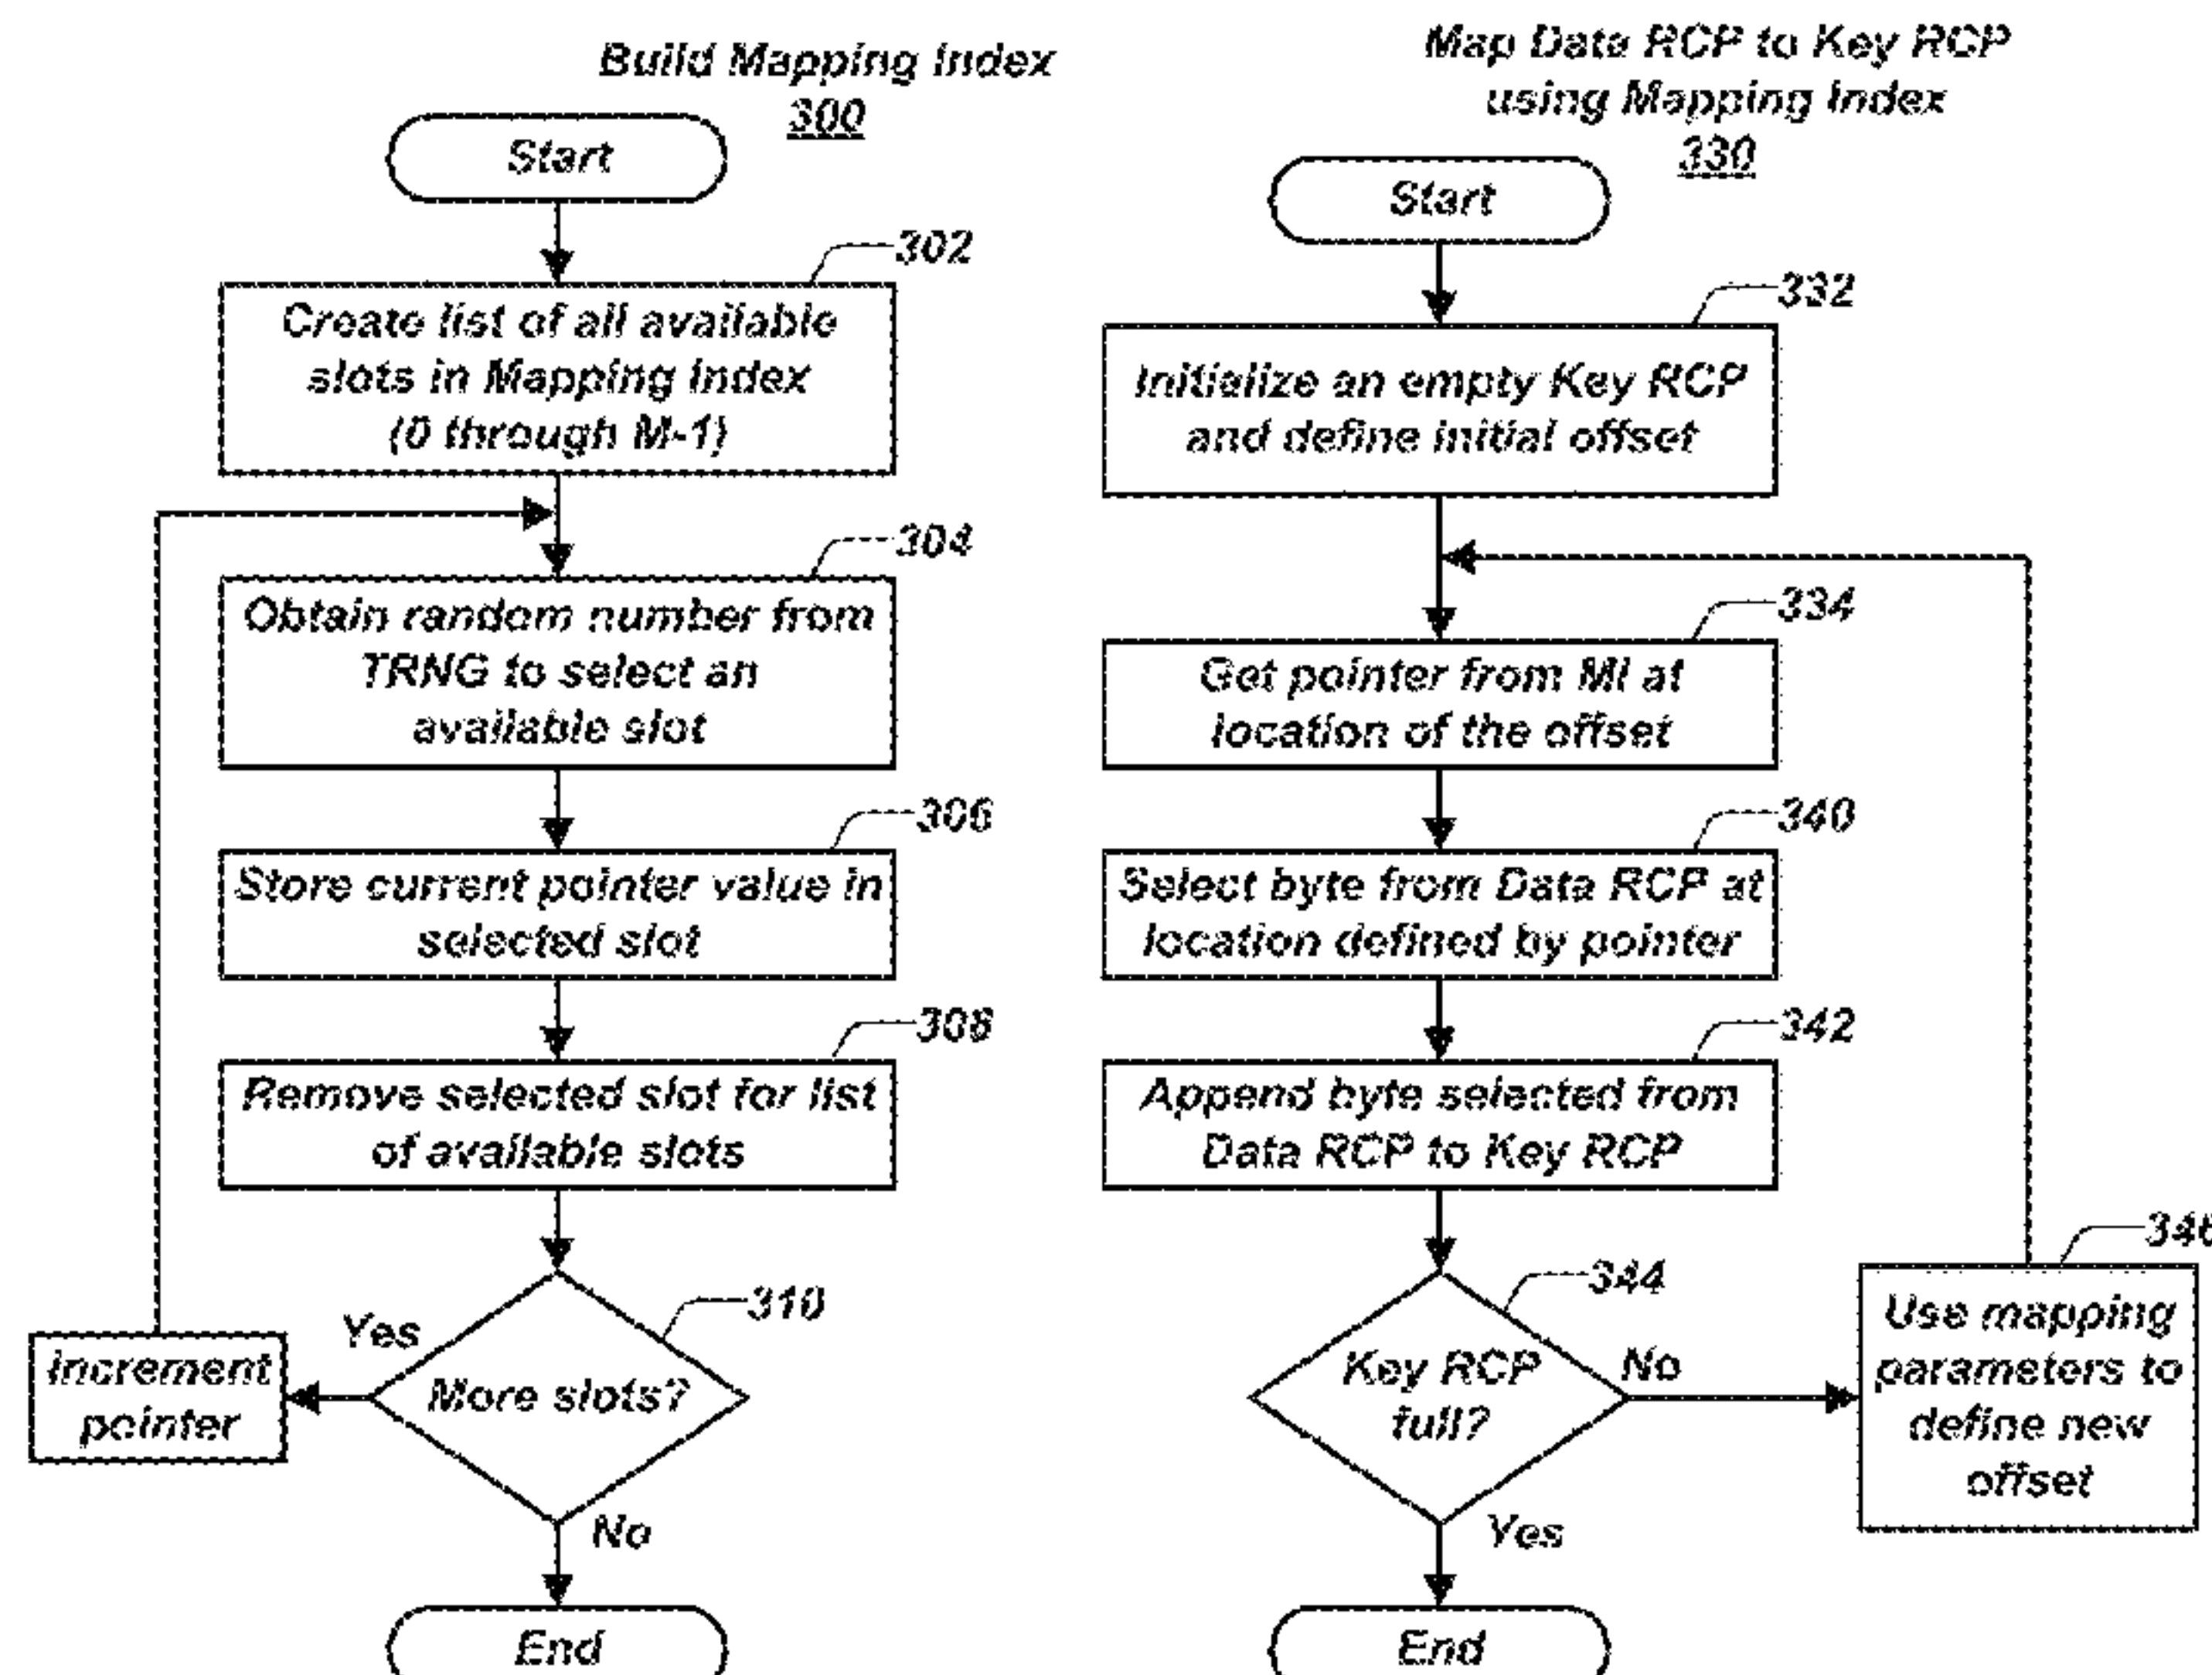 Build Mapping Index
300
Start
302
Create list of all available
slots in Mapping Index
(0 through M-1)
304
Obtain random number from
TRNG to select an
available slot
306
Store current pointer value in
selected slot
308
Remove selected slot for list
of available slots
310
More slots?
Yes
Increment
pointer
No
End
Map Data RCP to Key RCP
using Mapping Index
330
Start
332
Initialize an empty Key RCP
and define initial offset
334
Get pointer from MI at
location of the offset
340
Select byte from Data RCP at
location defined by pointer
342
Append byte selected from
Data RCP to Key RCP
344
Key RCP
full?
No
346
Use mapping
parameters to
define new
offset
Yes
End